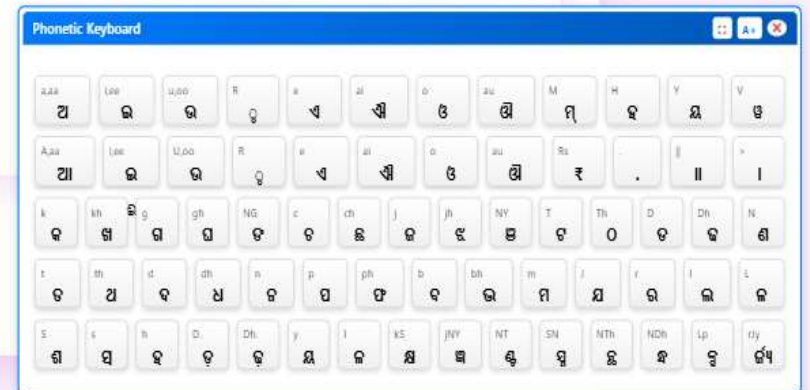 Phonetic Keyboard A+
a,aa i,ee u,oo R e ai o au M H Y V
ଅ ଇ ଉ ୃ ଏ ଐ ଓ ଔ ମ୍ ହ ୟ ୱ
A,aa I,ee U,oo R e ai o au Rs . || >
ଆ ଇ ଉ ୃ ଏ ଐ ଓ ଔ ₹ . ॥ ।
k kh g gh NG c ch j jh NY T Th D Dh N
କ ଖ ଗ ଘ ଙ ଚ ଛ ଜ ଝ ଞ ଟ ଠ ଡ ଢ ଣ
t th d dh n p ph b bh m J r l L
ତ ଥ ଦ ଧ ନ ପ ଫ ବ ଭ ମ ଯ ର ଲ ଳ
S s h D. Dh. y l kS jNY NT SN NTh NDh Lp
ଶ ସ ହ ଡ଼ ଢ଼ ୟ ଳ କ୍ଷ ଜ୍ଞ